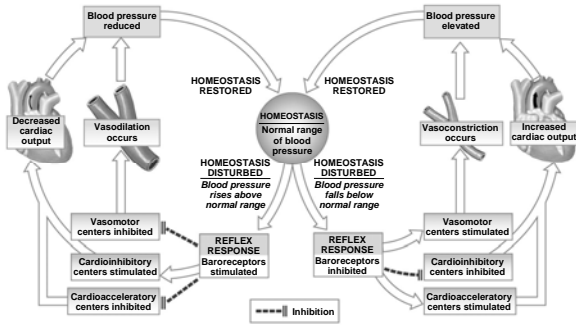 Blood pressure
reduced
Blood pressure
elevated
HOMEOSTASIS
RESTORED
HOMEOSTASIS
RESTORED
Decreased
cardiac
output
Vasodilation
occurs
HOMEOSTASIS
Normal range
of blood
pressure
Vasoconstriction
occurs
Increased
cardiac output
HOMEOSTASIS
DISTURBED
Blood pressure
rises above
normal range
HOMEOSTASIS
DISTURBED
Blood pressure
falls below
normal range
Vasomotor
centers inhibited
Cardioinhibitory
centers stimulated
Cardioacceleratory
centers inhibited
REFLEX
RESPONSE
Baroreceptors
stimulated
REFLEX
RESPONSE
Baroreceptors
inhibited
Vasomotor
centers stimulated
Cardioinhibitory
centers inhibited
Cardioacceleratory
centers stimulated
Inhibition